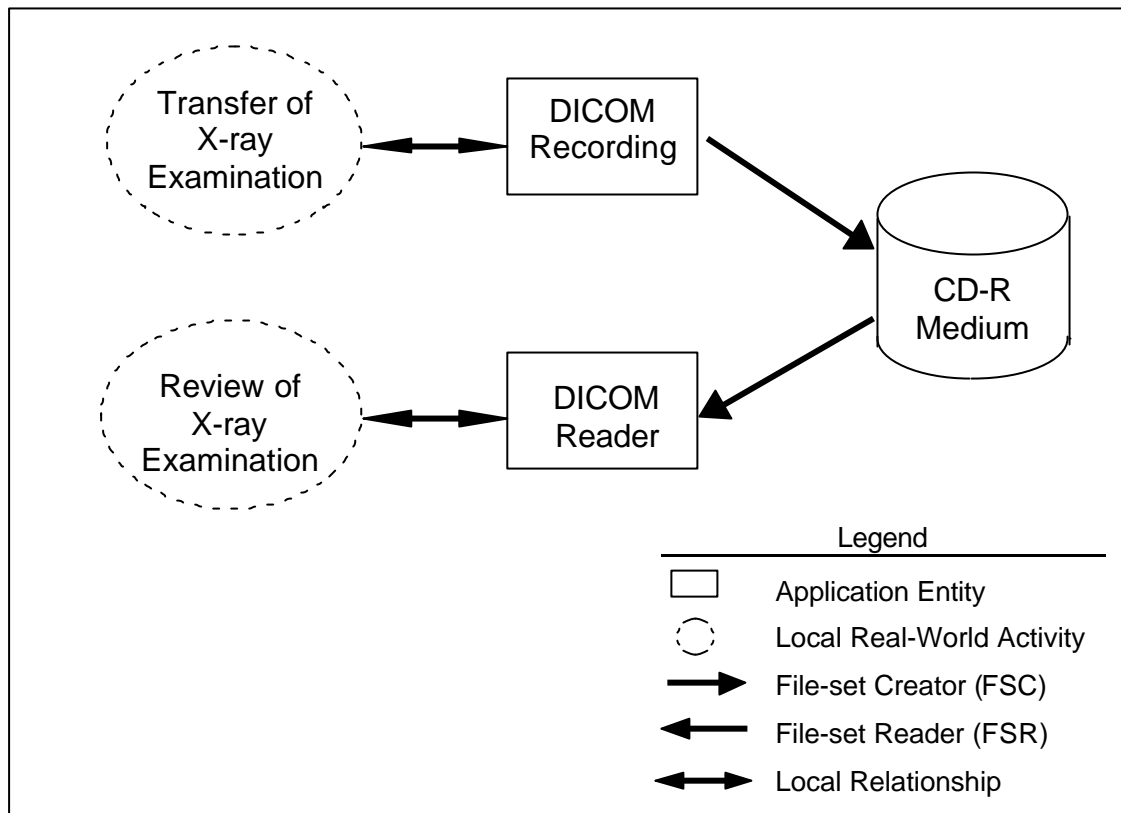 Transfer of
X-ray
Examination
DICOM
Recording
CD-R
Medium
Review of
X-ray
Examination
DICOM
Reader
Legend
Application Entity
Local Real-World Activity
File-set Creator (FSC)
File-set Reader (FSR)
Local Relationship